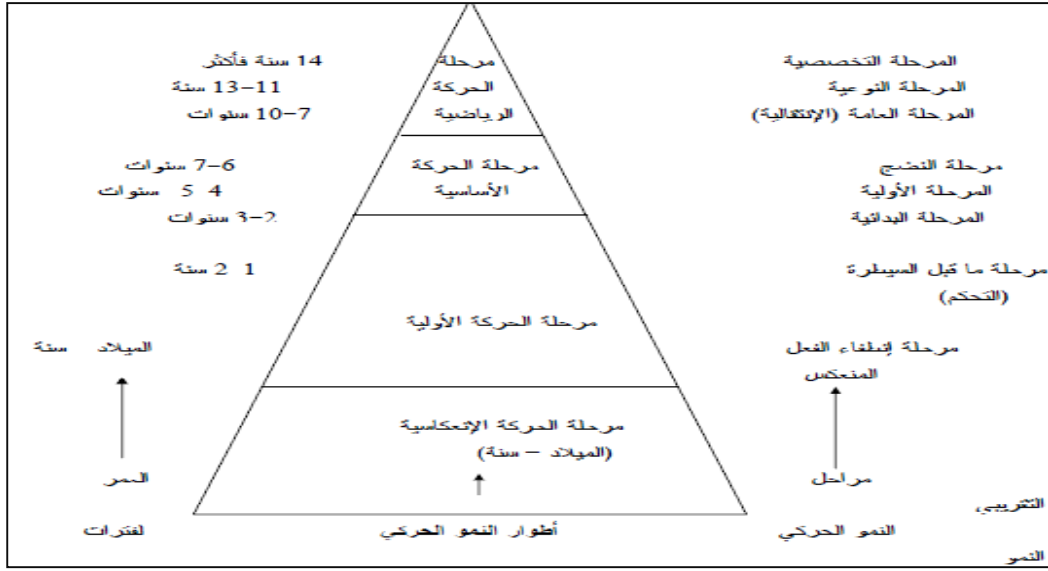 المرحلة التخصصية مرحلة 14 سنة فأكثر
المرحلة النوعية الحركة 11–13 سنة
المرحلة العامة (الإنتقالية) الرياضية 7–10 سنوات
مرحلة النضج مرحلة الحركة 6–7 سنوات
المرحلة الأولية الأساسية 4 5 سنوات
المرحلة البدائية 2–3 سنوات
مرحلة ما قبل السيطرة 1 2 سنة
(التحكم)
مرحلة الحركة الأولية
مرحلة إنطفاء الفعل الميلاد سنة
المنعكس
مرحلة الحركة الإنعكاسية
(الميلاد – سنة)
مراحل العمر
التقريبي
النمو الحركي أطوار النمو الحركي لفترات
النمو